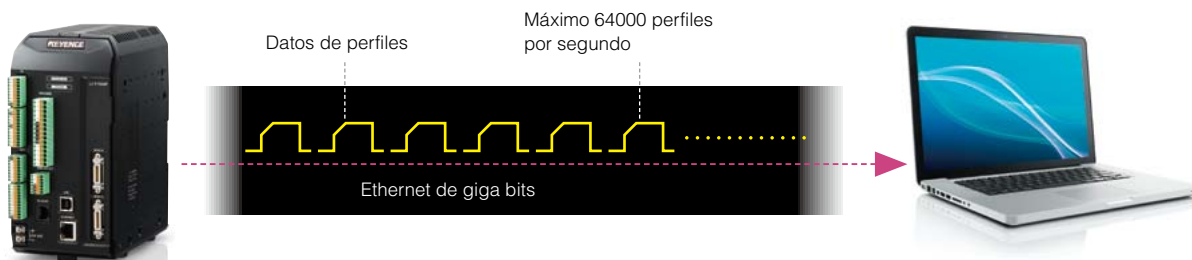 KEYENCE
Datos de perfiles
Máximo 64000 perfiles
por segundo
Ethernet de giga bits